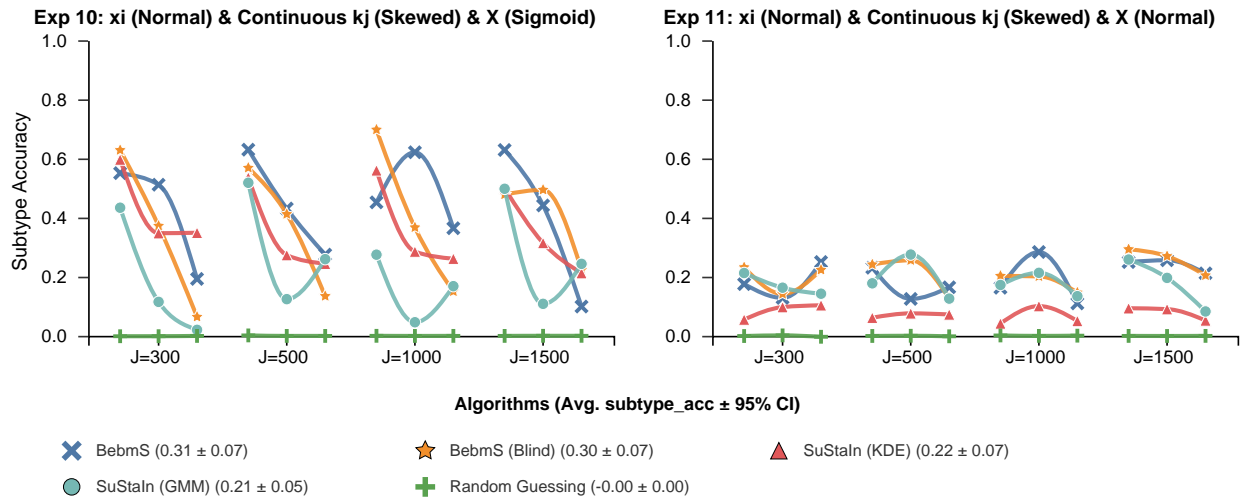 Exp 10: xi (Normal) & Continuous kj (Skewed) & X (Sigmoid)
Exp 11: xi (Normal) & Continuous kj (Skewed) & X (Normal)
Subtype Accuracy
1.0
0.8
0.6
0.4
0.2
0.0
J=300
J=500
J=1000
J=1500
1.0
0.8
0.6
0.4
0.2
0.0
J=300
J=500
J=1000
J=1500
Algorithms (Avg. subtype_acc ± 95% CI)
BebmS (0.31 ± 0.07)
BebmS (Blind) (0.30 ± 0.07)
SuStaIn (KDE) (0.22 ± 0.07)
SuStaIn (GMM) (0.21 ± 0.05)
Random Guessing (-0.00 ± 0.00)